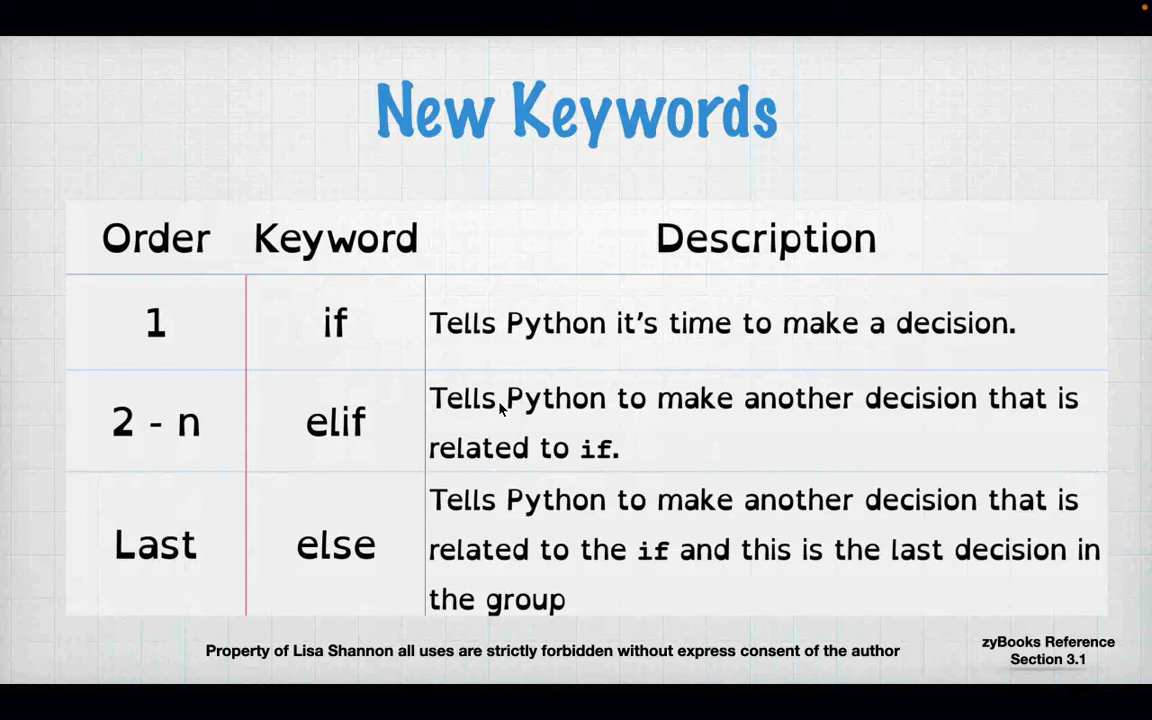 New Keywords
Order Keyword Description
1 if Tells Python it's time to make a decision.
2 - n elif Tells Python to make another decision that is
related to if.
Last else Tells Python to make another decision that is
related to the if and this is the last decision in
the group
Property of Lisa Shannon all uses are strictly forbidden without express consent of the author
zyBooks Reference
Section 3.1